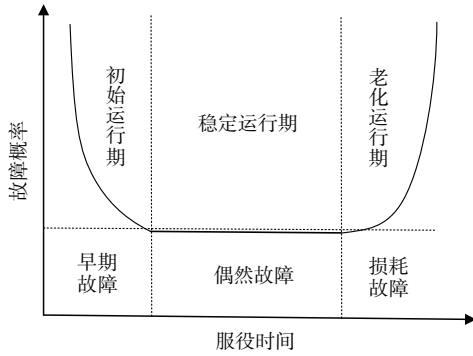 初始运行期
稳定运行期
老化运行期
故障概率
早期
故障
偶然故障
损耗
故障
服役时间